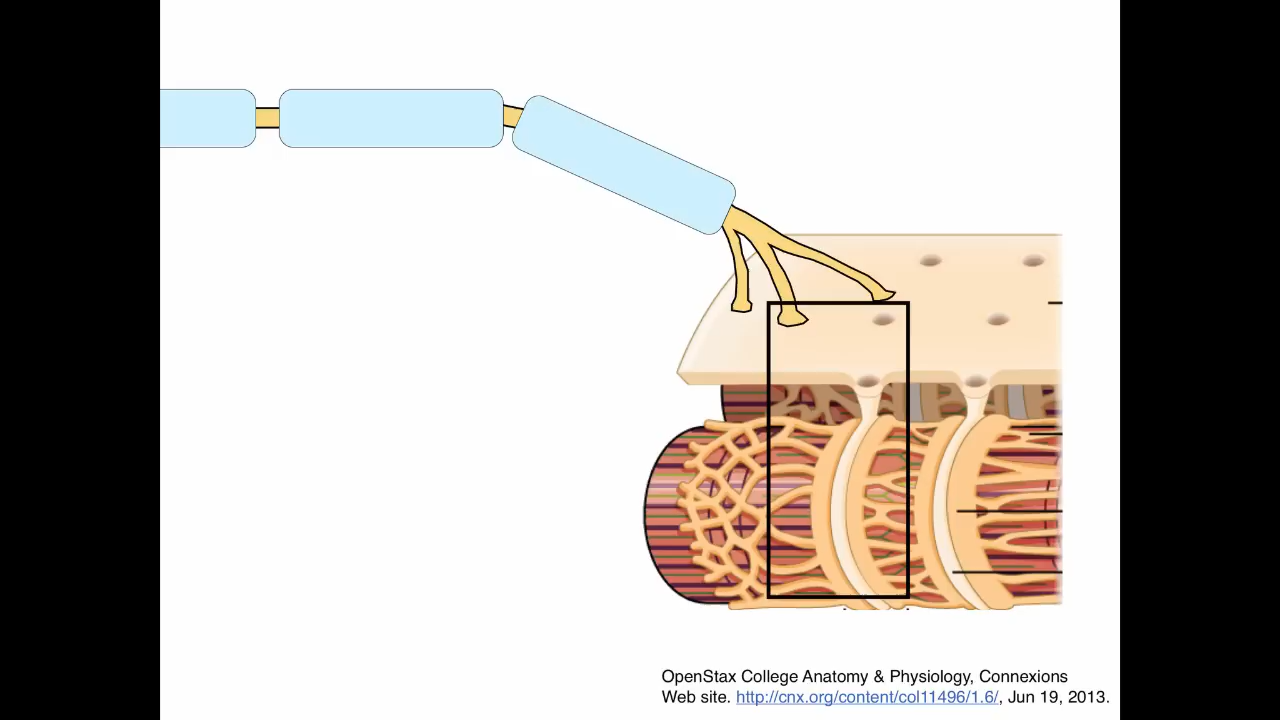 OpenStax College Anatomy & Physiology, Connexions
Web site. http://cnx.org/content/col11496/1.6/, Jun 19, 2013.